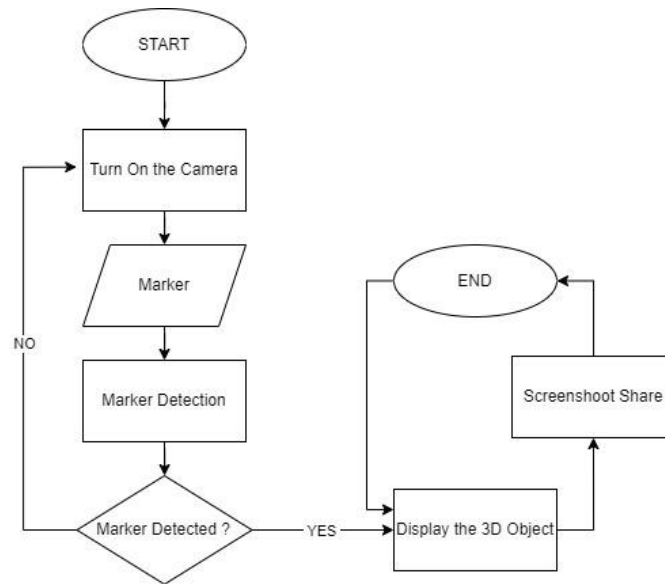 START
Turn On the Camera
Marker
NO
Marker Detection
Marker Detected ?
YES
Display the 3D Object
Screenshoot Share
END